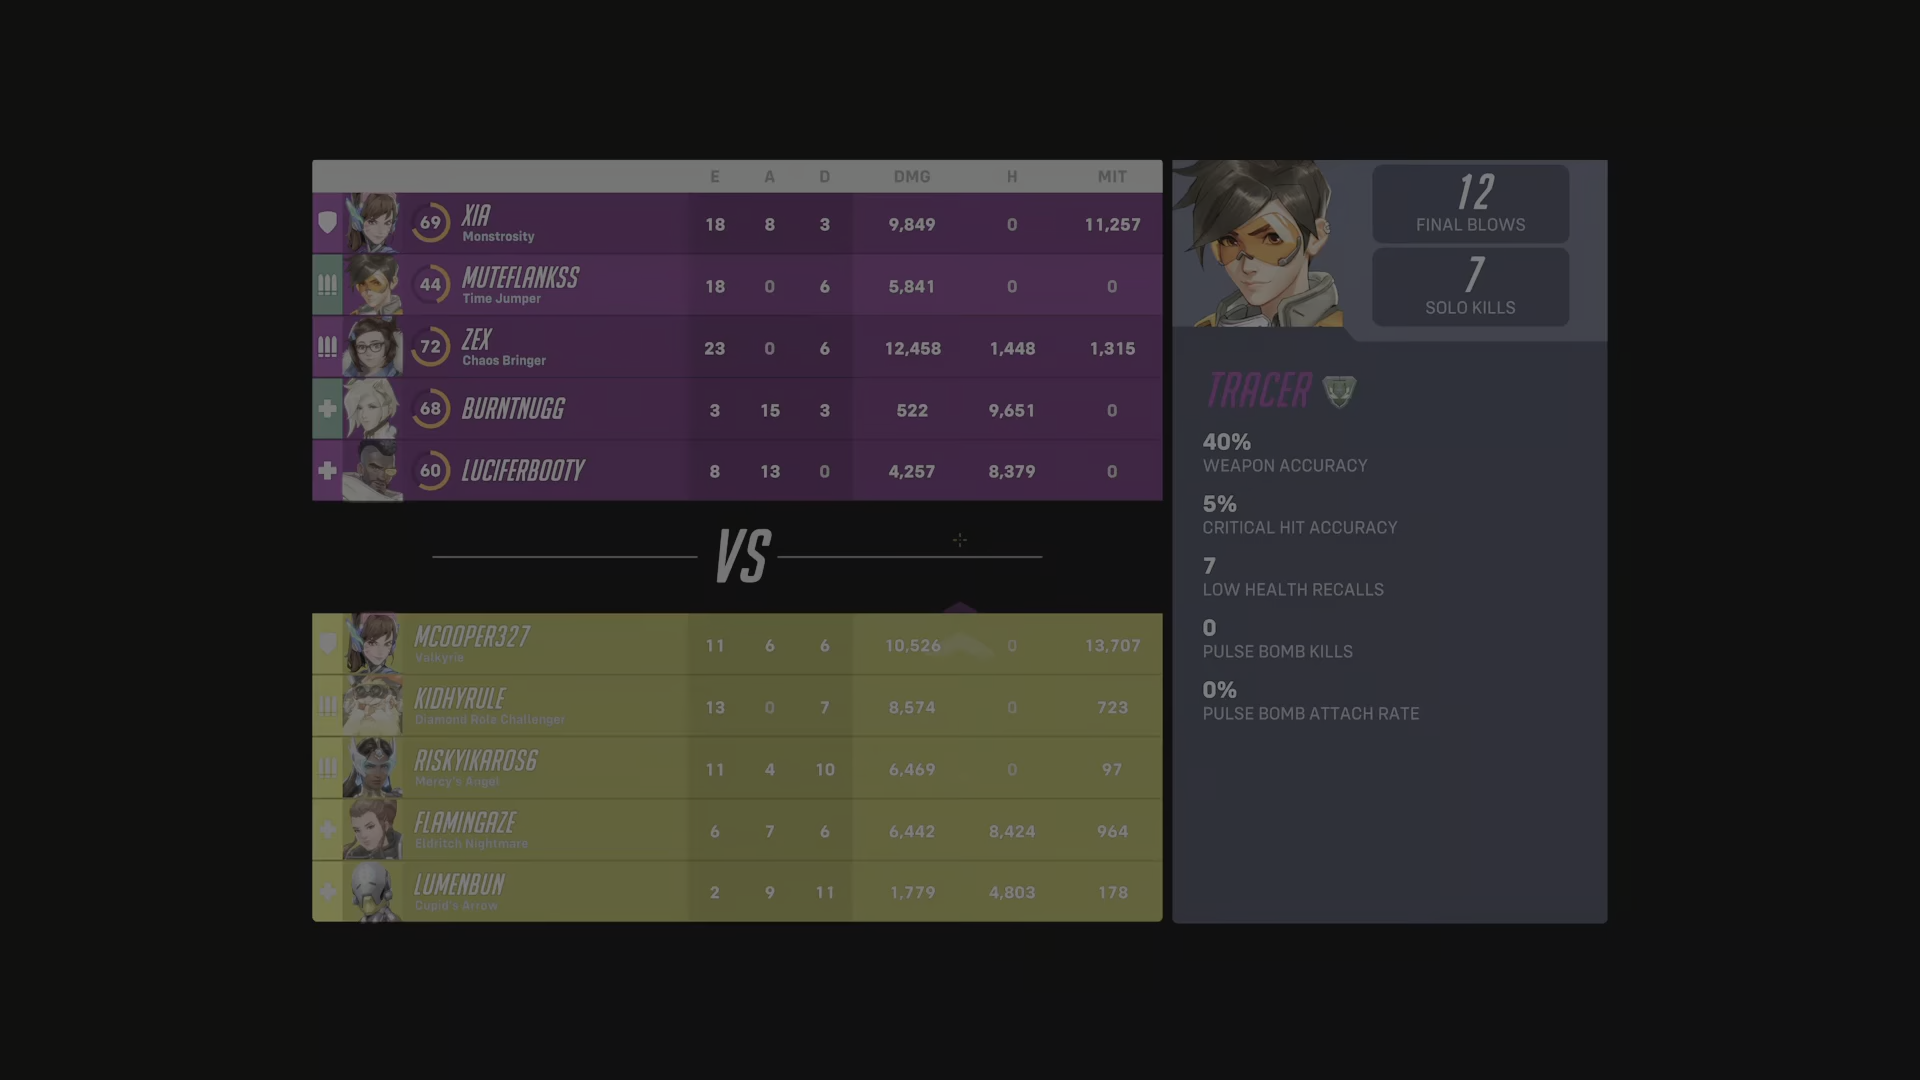 E A D DMG H MIT
69 XIA 18 8 3 9,849 0 11,257
Monstrosity
44 MUTEFLANKSS 18 0 6 5,841 0 0
Time Jumper
72 ZEX 23 0 6 12,458 1,448 1,315
Chaos Bringer
68 BURNTNUGG 3 15 3 522 9,651 0
60 LUCIFERBOOTY 8 13 0 4,257 8,379 0
VS
MCOOPER327 11 6 6 10,526 0 13,707
Valkyrie
KIDHYRULE 13 0 7 8,574 0 723
Diamond Role Challenger
RISKYIKAROS6 11 4 10 6,469 0 97
Mercy's Angel
FLAMINGAZE 6 7 6 6,442 8,424 964
Eldritch Nightmare
LUMENBUN 2 9 11 1,779 4,803 178
Cupid's Arrow
12
FINAL BLOWS
7
SOLO KILLS
TRACER
40%
WEAPON ACCURACY
5%
CRITICAL HIT ACCURACY
7
LOW HEALTH RECALLS
0
PULSE BOMB KILLS
0%
PULSE BOMB ATTACH RATE